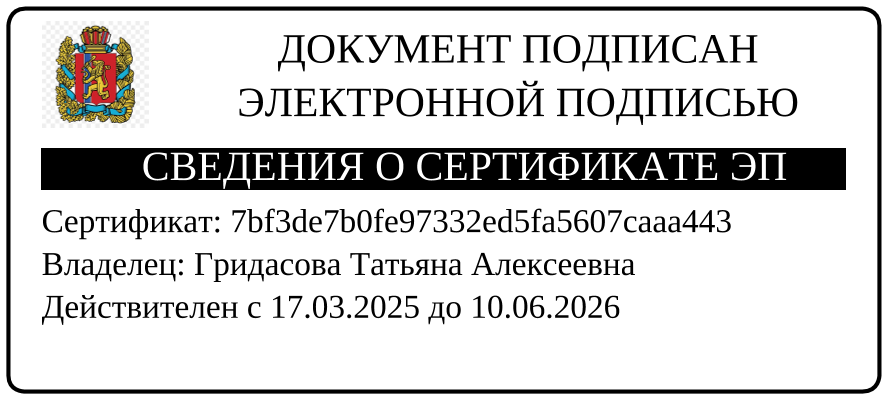 ДОКУМЕНТ ПОДПИСАН
ЭЛЕКТРОННОЙ ПОДПИСЬЮ
СВЕДЕНИЯ О СЕРТИФИКАТЕ ЭП
Сертификат: 7bf3de7b0fe97332ed5fa5607caaa443
Владелец: Гридасова Татьяна Алексеевна
Действителен с 17.03.2025 до 10.06.2026